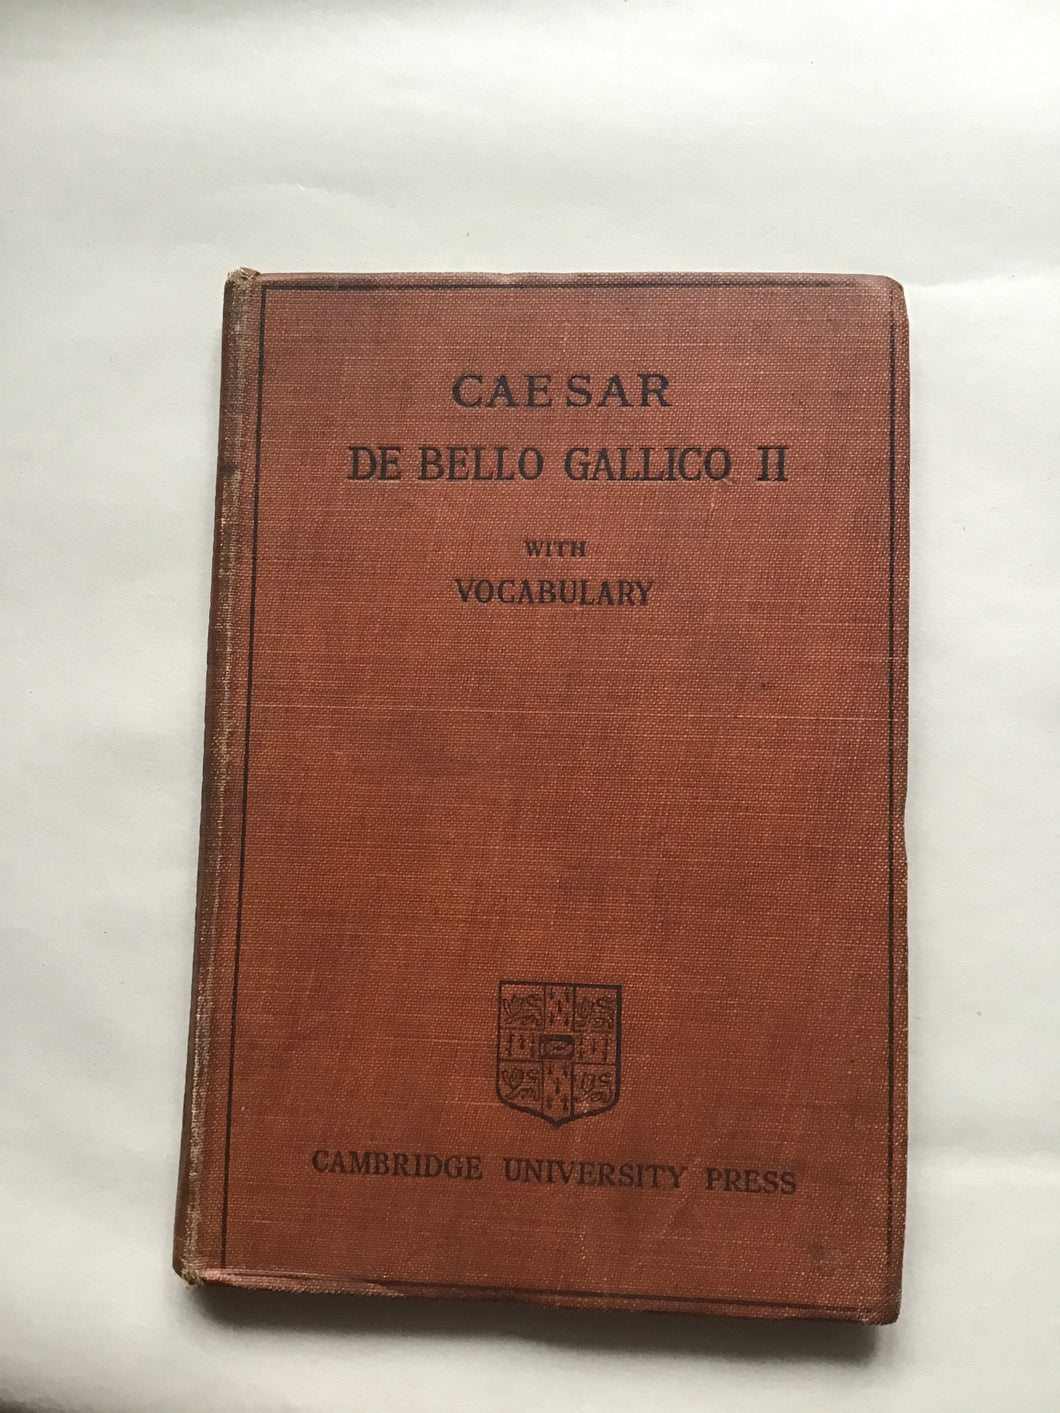 CAESAR
DE BELLO GALLICO II
WITH
VOCABULARY
CAMBRIDGE UNIVERSITY PRESS